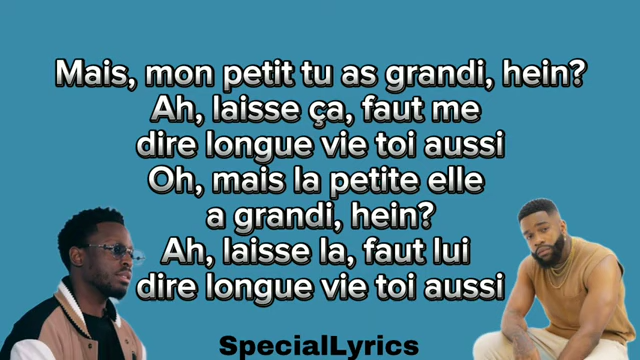 Mais, mon petit tu as grandi, hein?
Ah, laisse ça, faut me
dire longue vie toi aussi
Oh, mais la petite elle
a grandi, hein?
Ah, laisse la, faut lui
dire longue vie toi aussi
SpecialLyrics